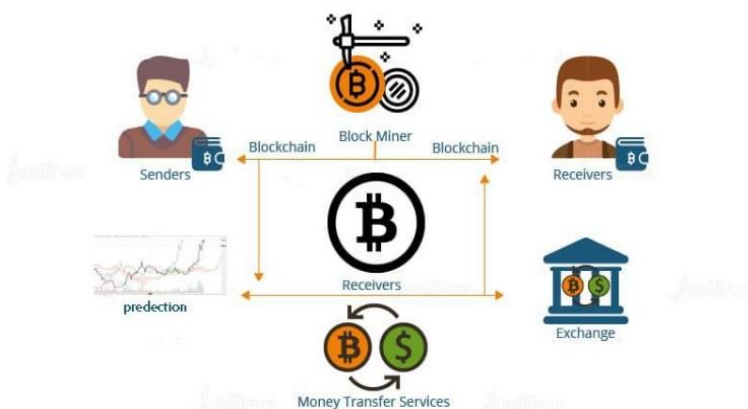 Block Miner
Blockchain
Blockchain
Senders
Receivers
Receivers
predection
Exchange
Money Transfer Services